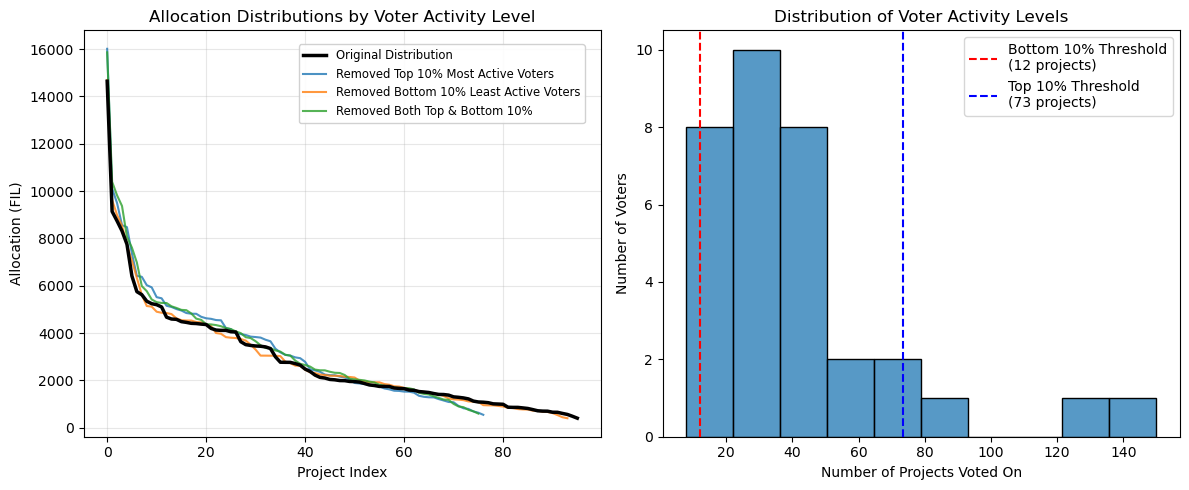 Allocation Distributions by Voter Activity Level
16000
14000
12000
10000
8000
6000
4000
2000
0
Allocation (FIL)
Original Distribution
Removed Top 10% Most Active Voters
Removed Bottom 10% Least Active Voters
Removed Both Top & Bottom 10%
0 20 40 60 80
Project Index
Distribution of Voter Activity Levels
10
8
6
4
2
0
Number of Voters
Bottom 10% Threshold
(12 projects)
Top 10% Threshold
(73 projects)
20 40 60 80 100 120 140
Number of Projects Voted On